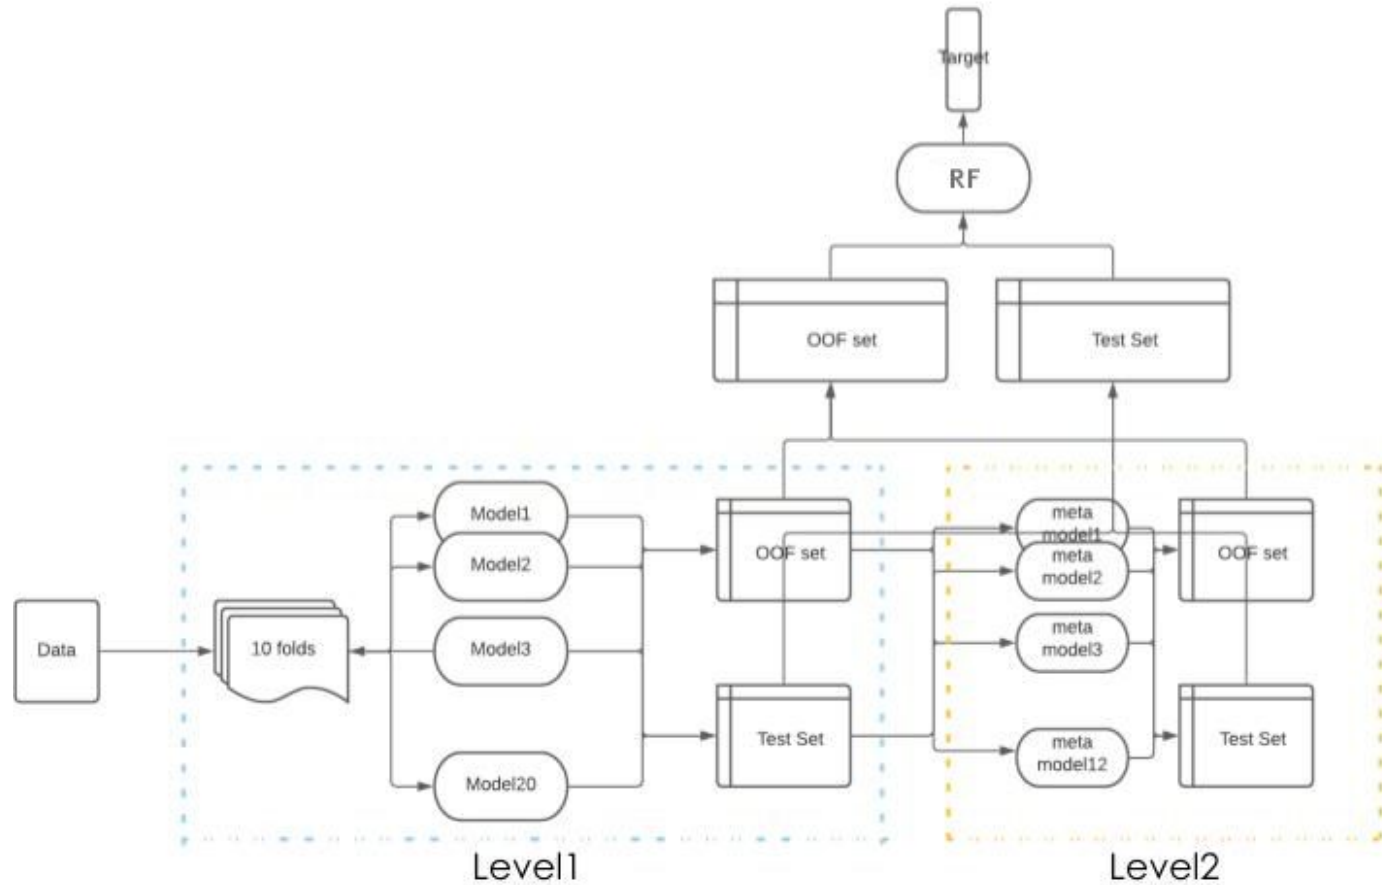 Target
RF
OOF set
Test Set
Model1
Model2
Model3
Model20
Data
10 folds
OOF set
Test Set
meta
model1
meta
model2
meta
model3
meta
model12
OOF set
Test Set
Level1
Level2